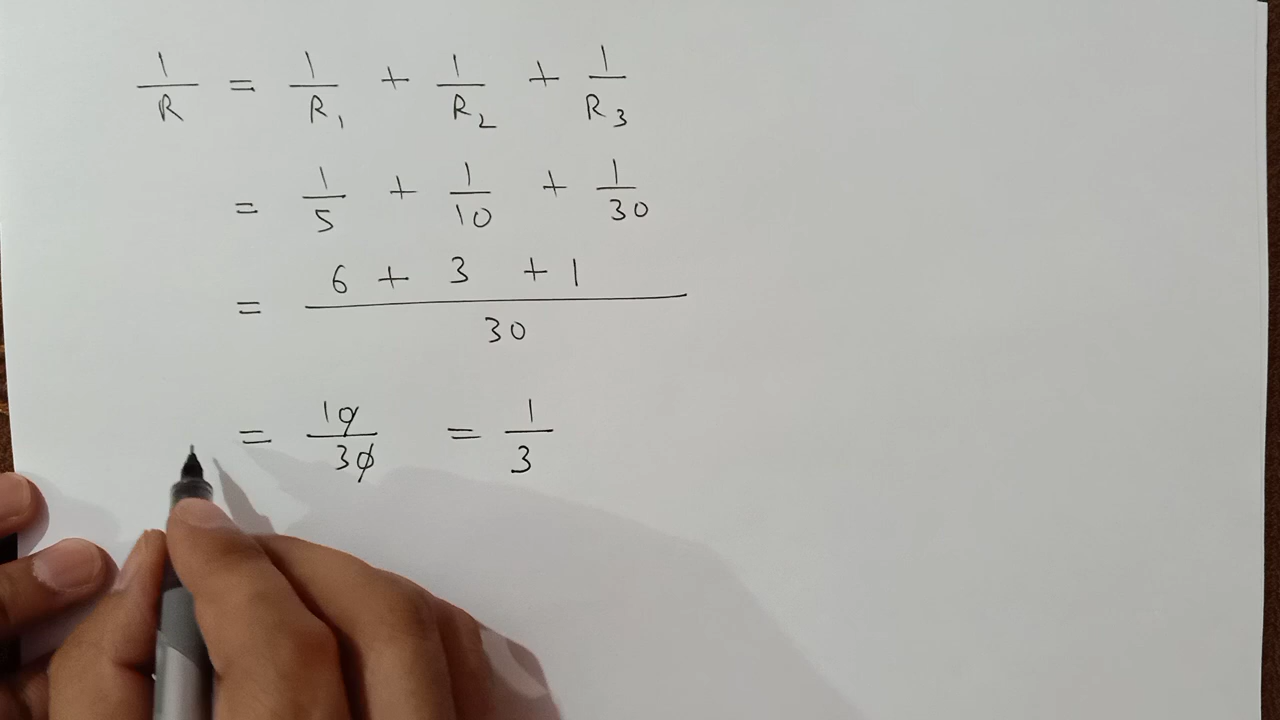 1/R = 1/R₁ + 1/R₂ + 1/R₃
= 1/5 + 1/10 + 1/30
= (6 + 3 + 1)/30
= 10/30 = 1/3